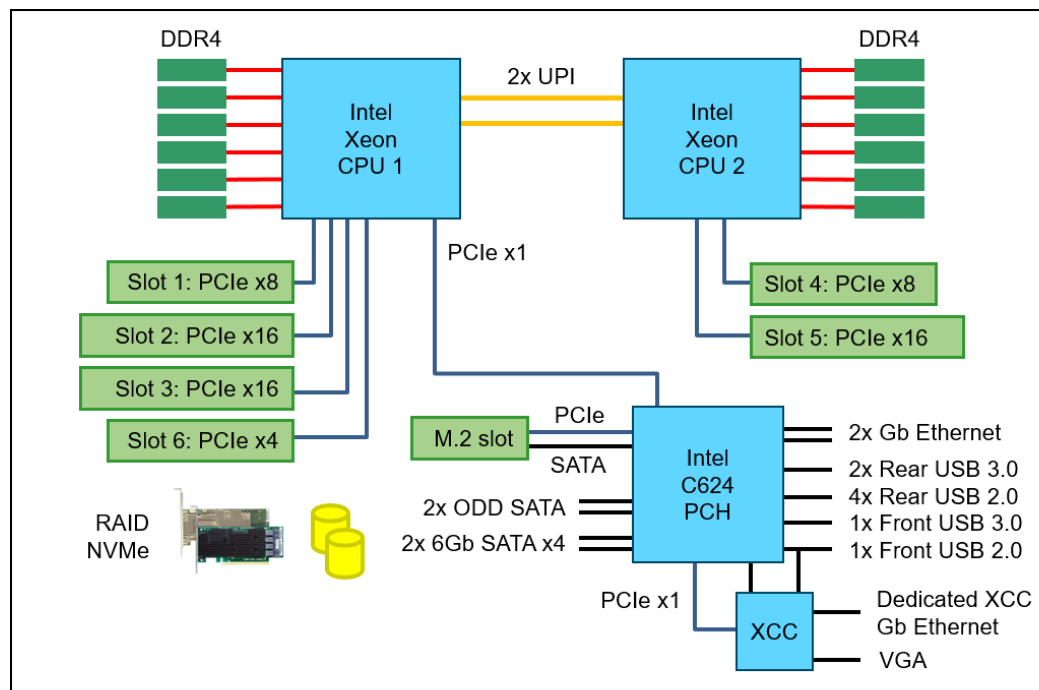 DDR4
DDR4
2x UPI
Intel
Xeon
CPU 1
Intel
Xeon
CPU 2
PCIe x1
Slot 1: PCIe x8
Slot 2: PCIe x16
Slot 3: PCIe x16
Slot 6: PCIe x4
Slot 4: PCIe x8
Slot 5: PCIe x16
M.2 slot
PCIe
SATA
Intel
C624
PCH
2x Gb Ethernet
2x Rear USB 3.0
4x Rear USB 2.0
1x Front USB 3.0
1x Front USB 2.0
2x ODD SATA
2x 6Gb SATA x4
RAID
NVMe
PCIe x1
XCC
Dedicated XCC
Gb Ethernet
VGA